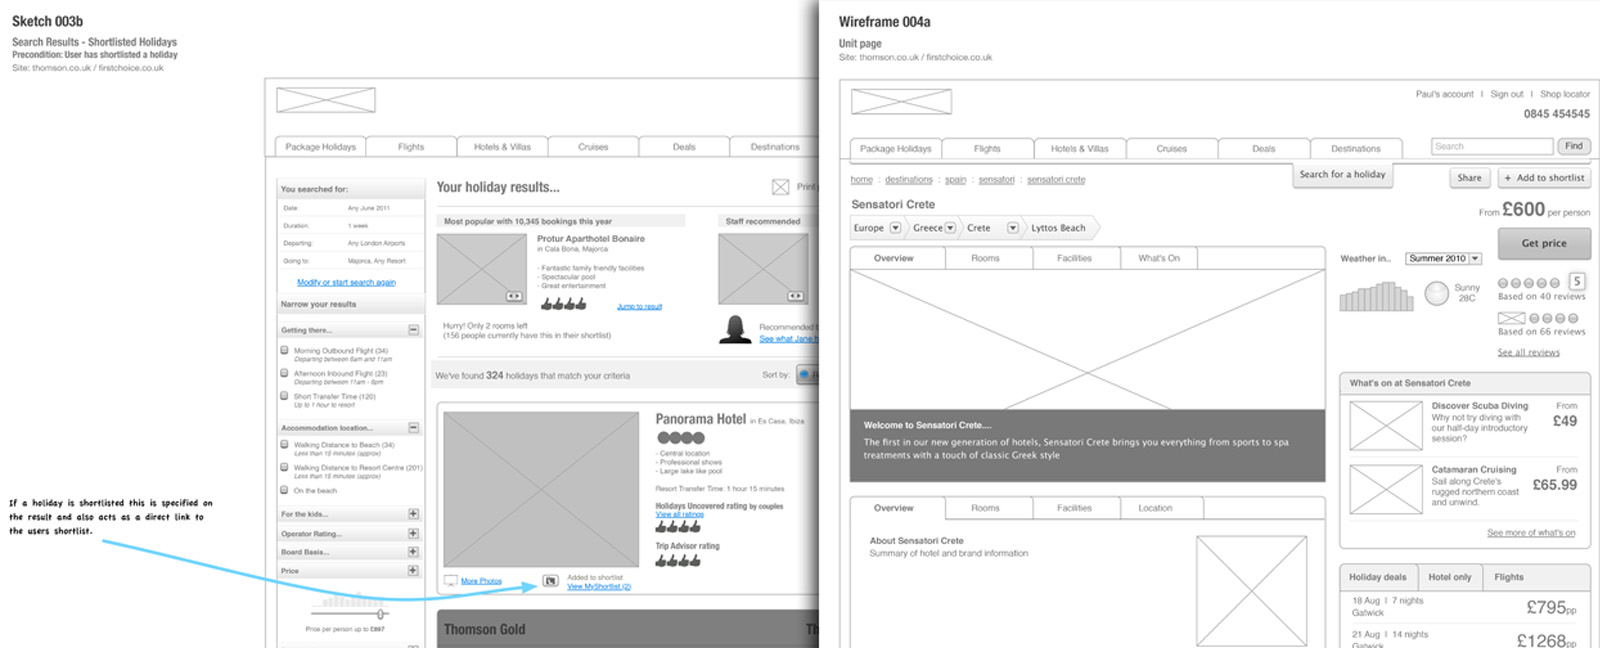 Sketch 003b
Search Results - Shortlisted Holidays
Precondition: User has shortlisted a holiday
Site: thomson.co.uk / firstchoice.co.uk
Package Holidays
Flights
Hotels & Villas
Cruises
Deals
Destinations
You searched for:
Date: Any June 2011
Duration: 1 week
Departing: Any London Airports
Going to: Majorca, Any Resort
Modify or start search again
Narrow your results
Getting there...
Morning Outbound Flight (34)
Departing between 6am and 11am
Afternoon Inbound Flight (23)
Departing between 11am - 6pm
Short Transfer Time (120)
Up to 1 hour to resort
Accommodation location...
Walking Distance to Beach (34)
Less than 15 minutes (approx)
Walking Distance to Resort Centre (201)
Less than 15 minutes (approx)
On the beach
For the kids...
Operator Rating...
Board Basis...
Price
Price per person up to £887
If a holiday is shortlisted this is specified on
the result and also acts as a direct link to
the users shortlist.
Your holiday results...
Print
Most popular with 10,345 bookings this year
Protur Aparthotel Bonaire
in Cala Bona, Majorca
- Fantastic family friendly facilities
- Spectacular pool
- Great entertainment
Jump to result
Hurry! Only 2 rooms left
(156 people currently have this in their shortlist)
Staff recommended
Recommended
See what Jane
We've found 324 holidays that match your criteria
Sort by:
Panorama Hotel in Es Casa, Ibiza
- Central location
- Professional shows
- Large lake like pool
Resort Transfer Time: 1 hour 15 minutes
Holidays Uncovered rating by couples
View all ratings
Trip Advisor rating
More Photos
Added to shortlist
View MyShortlist (2)
Thomson Gold
Wireframe 004a
Unit page
Site: thomson.co.uk / firstchoice.co.uk
Paul's account | Sign out | Shop locator
0845 454545
Package Holidays
Flights
Hotels & Villas
Cruises
Deals
Destinations
Search
Find
home : destinations : spain : sensatori : sensatori crete
Search for a holiday
Share
+ Add to shortlist
Sensatori Crete
From £600 per person
Europe
Greece
Crete
Lyttos Beach
Get price
Overview
Rooms
Facilities
What's On
Weather in..
Summer 2010
Sunny
28C
S
Based on 40 reviews
Based on 66 reviews
See all reviews
Welcome to Sensatori Crete....
The first in our new generation of hotels, Sensatori Crete brings you everything from sports to spa
treatments with a touch of classic Greek style
What's on at Sensatori Crete
Discover Scuba Diving
Why not try diving with
our half-day introductory
session?
From
£49
Catamaran Cruising
Sail along Crete's
rugged northern coast
and unwind.
From
£65.99
See more of what's on
Overview
Rooms
Facilities
Location
About Sensatori Crete
Summary of hotel and brand information
Holiday deals
Hotel only
Flights
18 Aug | 7 nights
Gatwick
£795pp
21 Aug | 14 nights
Gatwick
£1268pp